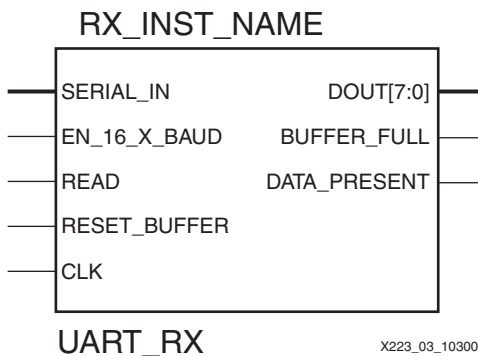 RX_INST_NAME
SERIAL_IN DOUT[7:0]
EN_16_X_BAUD BUFFER_FULL
READ DATA_PRESENT
RESET_BUFFER
CLK
UART_RX X223_03_10300